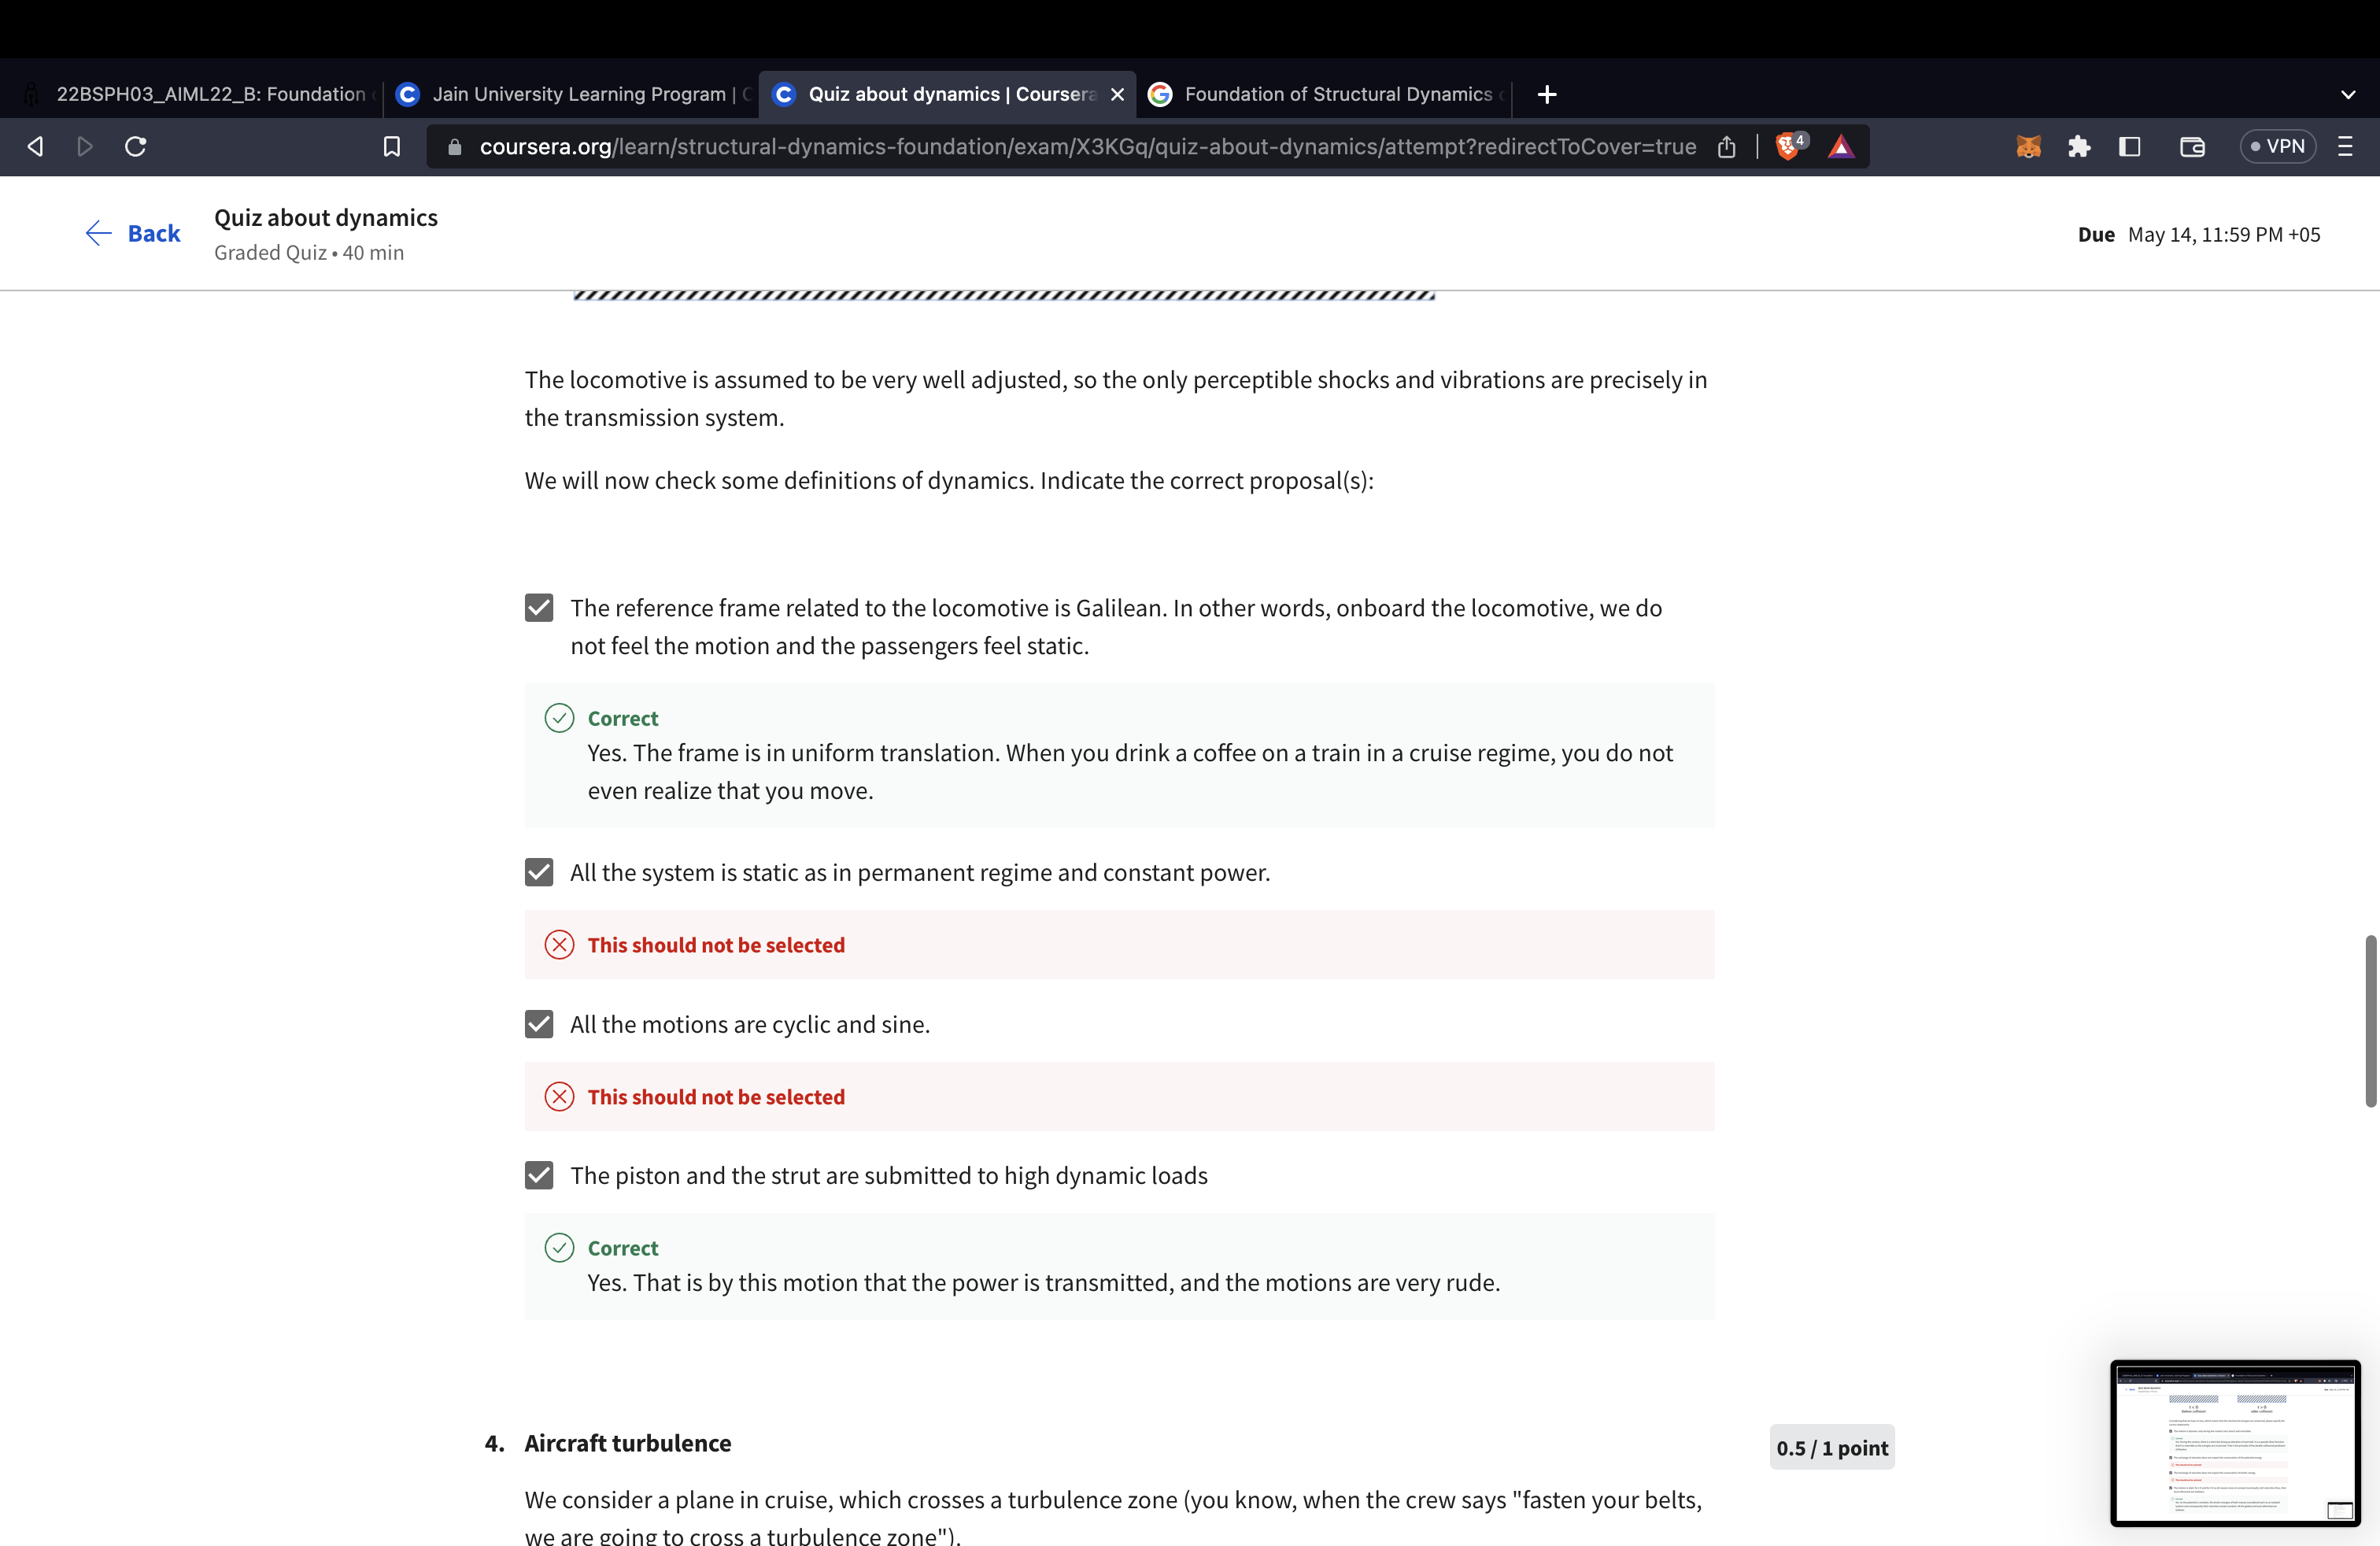 22BSPH03_AIML22_B: Foundation
Jain University Learning Program |
Quiz about dynamics | Coursera
Foundation of Structural Dynamics
coursera.org/learn/structural-dynamics-foundation/exam/X3KGq/quiz-about-dynamics/attempt?redirectToCover=true
4
VPN
Back
Quiz about dynamics
Graded Quiz • 40 min
Due May 14, 11:59 PM +05
The locomotive is assumed to be very well adjusted, so the only perceptible shocks and vibrations are precisely in
the transmission system.
We will now check some definitions of dynamics. Indicate the correct proposal(s):
The reference frame related to the locomotive is Galilean. In other words, onboard the locomotive, we do
not feel the motion and the passengers feel static.
Correct
Yes. The frame is in uniform translation. When you drink a coffee on a train in a cruise regime, you do not
even realize that you move.
All the system is static as in permanent regime and constant power.
This should not be selected
All the motions are cyclic and sine.
This should not be selected
The piston and the strut are submitted to high dynamic loads
Correct
Yes. That is by this motion that the power is transmitted, and the motions are very rude.
4. Aircraft turbulence
0.5 / 1 point
We consider a plane in cruise, which crosses a turbulence zone (you know, when the crew says "fasten your belts,
we are going to cross a turbulence zone").